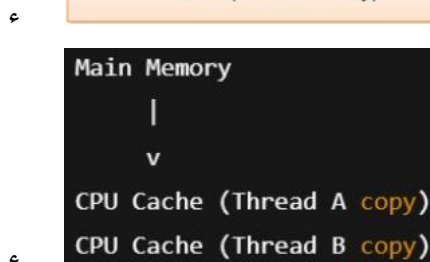 ع
Main Memory
|
v
CPU Cache (Thread A copy)
CPU Cache (Thread B copy)
ع